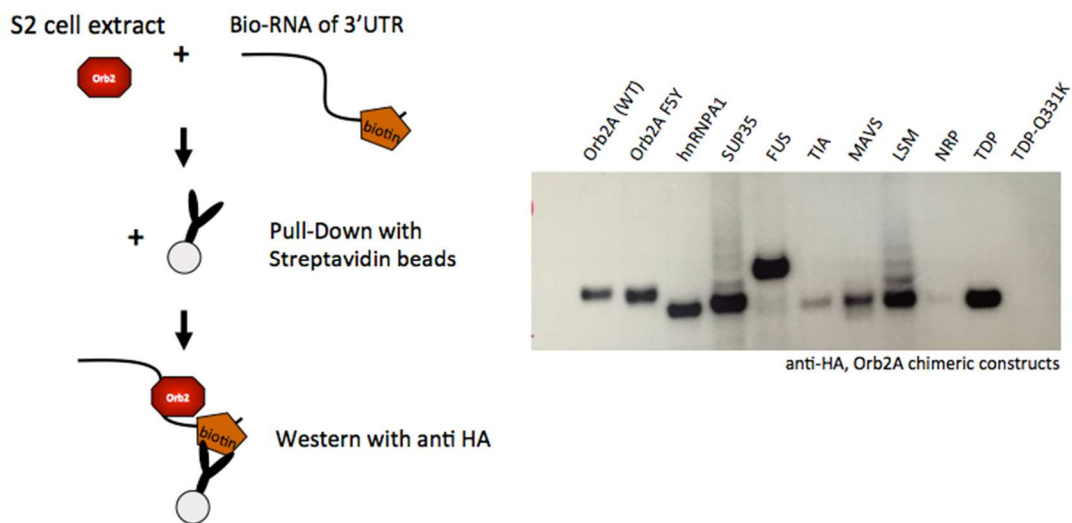 S2 cell extract
+
Bio-RNA of 3'UTR
Orb2
biotin
+
Pull-Down with
Streptavidin beads
Orb2
biotin
Western with anti HA
Orb2A (WT)
Orb2A F5Y
hnRNPA1
SUP35
FUS
TIA
MAVS
LSM
NRP
TDP
TDP-Q331K
anti-HA, Orb2A chimeric constructs